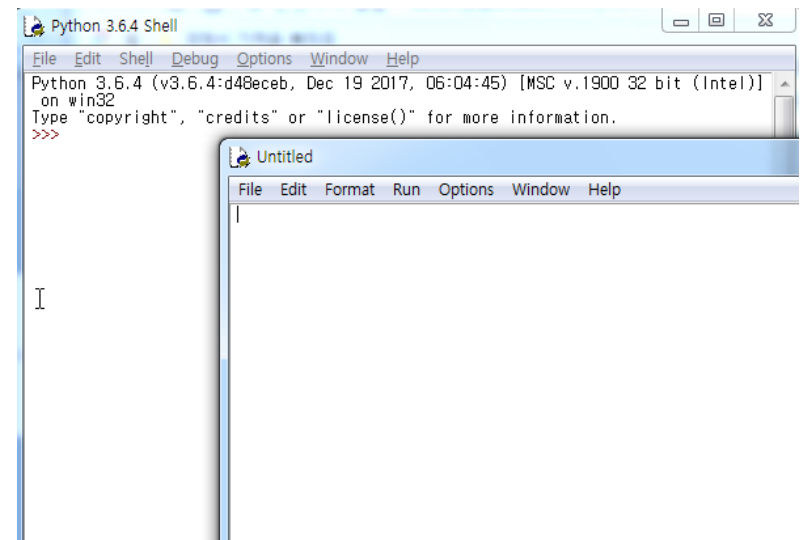 Python 3.6.4 Shell
File Edit Shell Debug Options Window Help
Python 3.6.4 (v3.6.4:d48eceb, Dec 19 2017, 06:04:45) [MSC v.1900 32 bit (Intel)]
on win32
Type "copyright", "credits" or "license()" for more information.
>>>
Untitled
File Edit Format Run Options Window Help